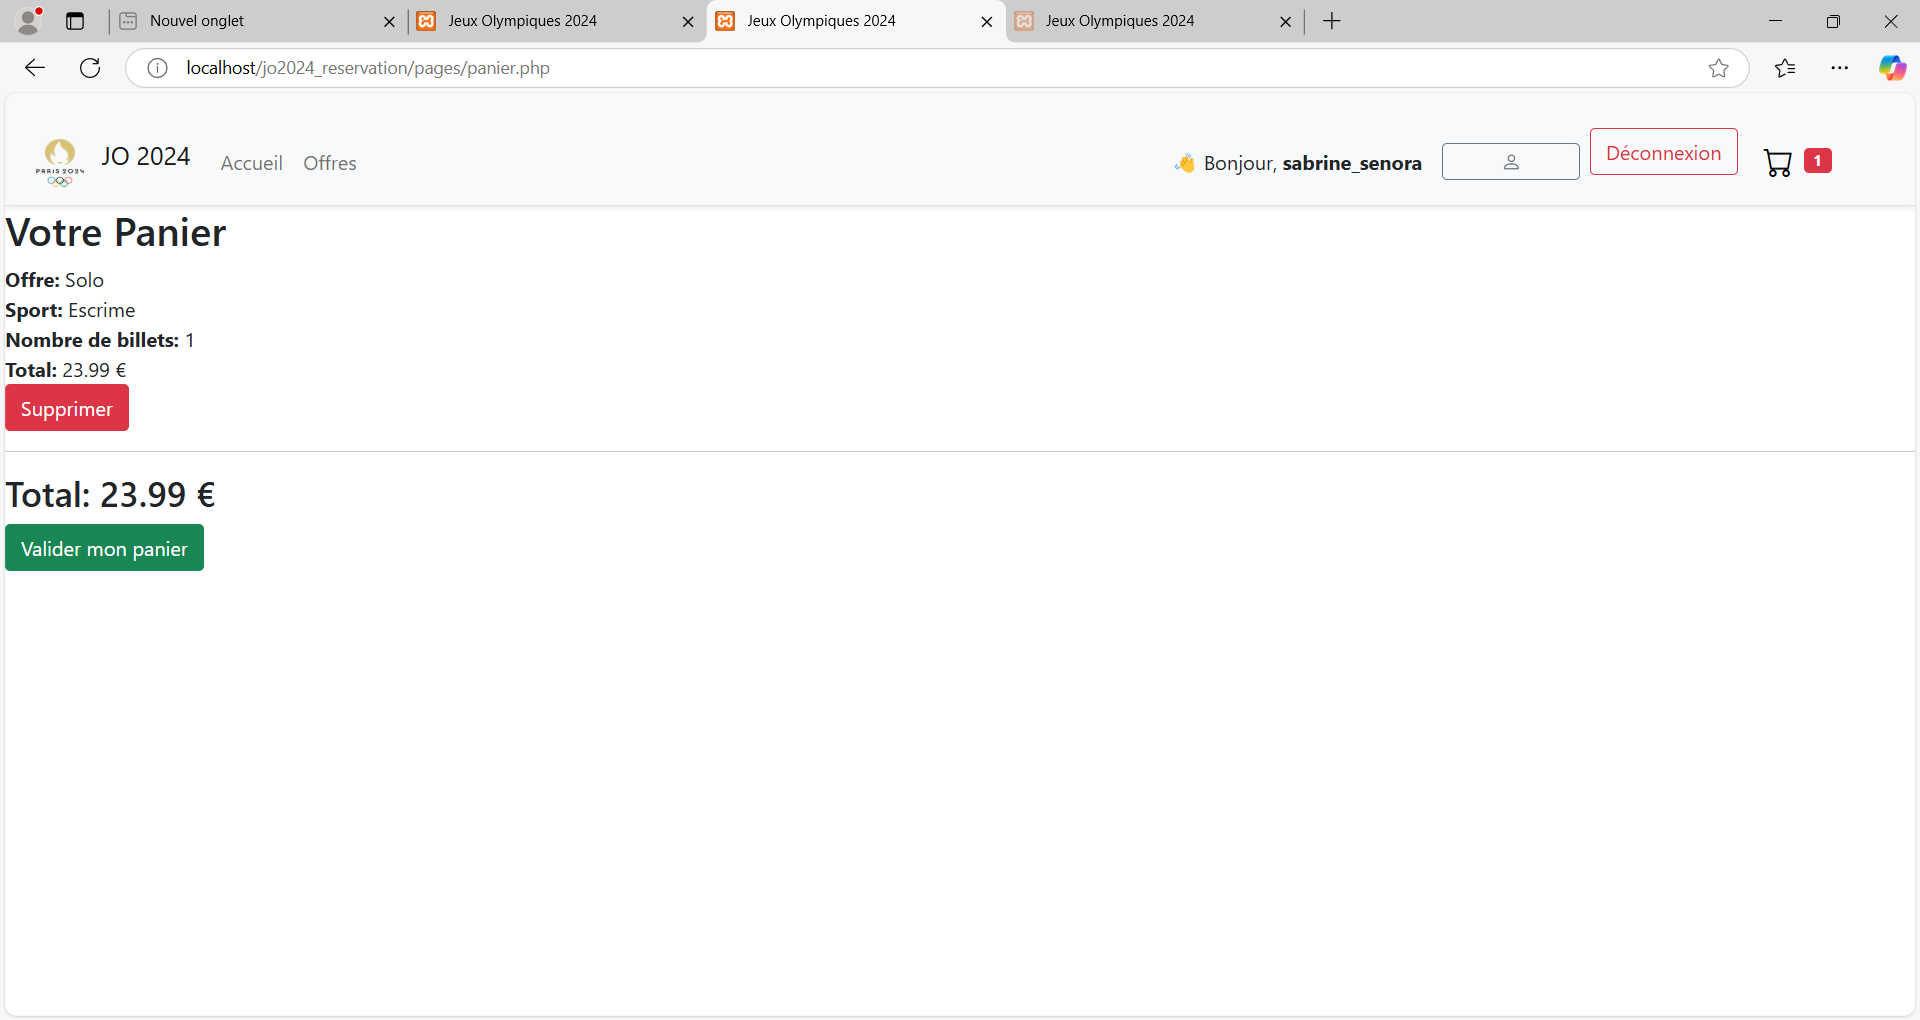 Nouvel onglet
Jeux Olympiques 2024
Jeux Olympiques 2024
Jeux Olympiques 2024
localhost/jo2024_reservation/pages/panier.php
PARIS 2024
JO 2024
Accueil
Offres
👋 Bonjour, sabrine_senora
Déconnexion
1
Votre Panier
Offre: Solo
Sport: Escrime
Nombre de billets: 1
Total: 23.99 €
Supprimer
Total: 23.99 €
Valider mon panier